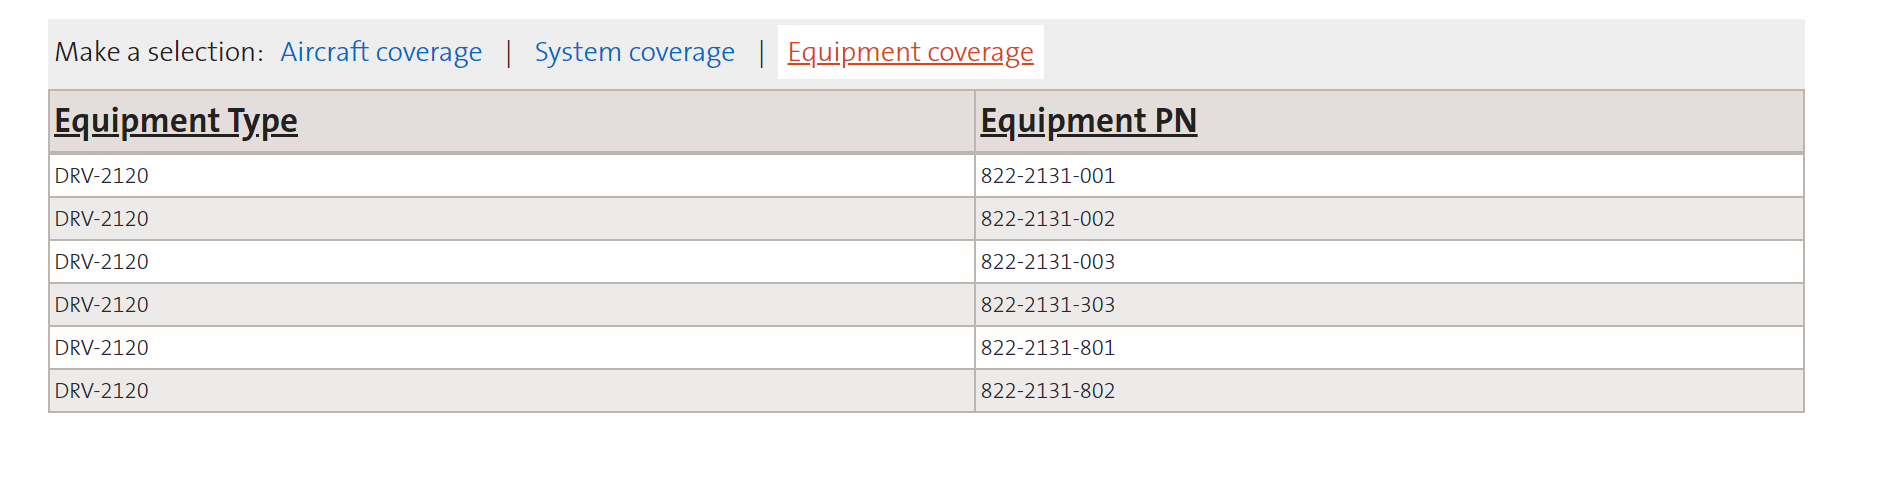 Make a selection: Aircraft coverage | System coverage | Equipment coverage
Equipment Type Equipment PN
DRV-2120 822-2131-001
DRV-2120 822-2131-002
DRV-2120 822-2131-003
DRV-2120 822-2131-303
DRV-2120 822-2131-801
DRV-2120 822-2131-802